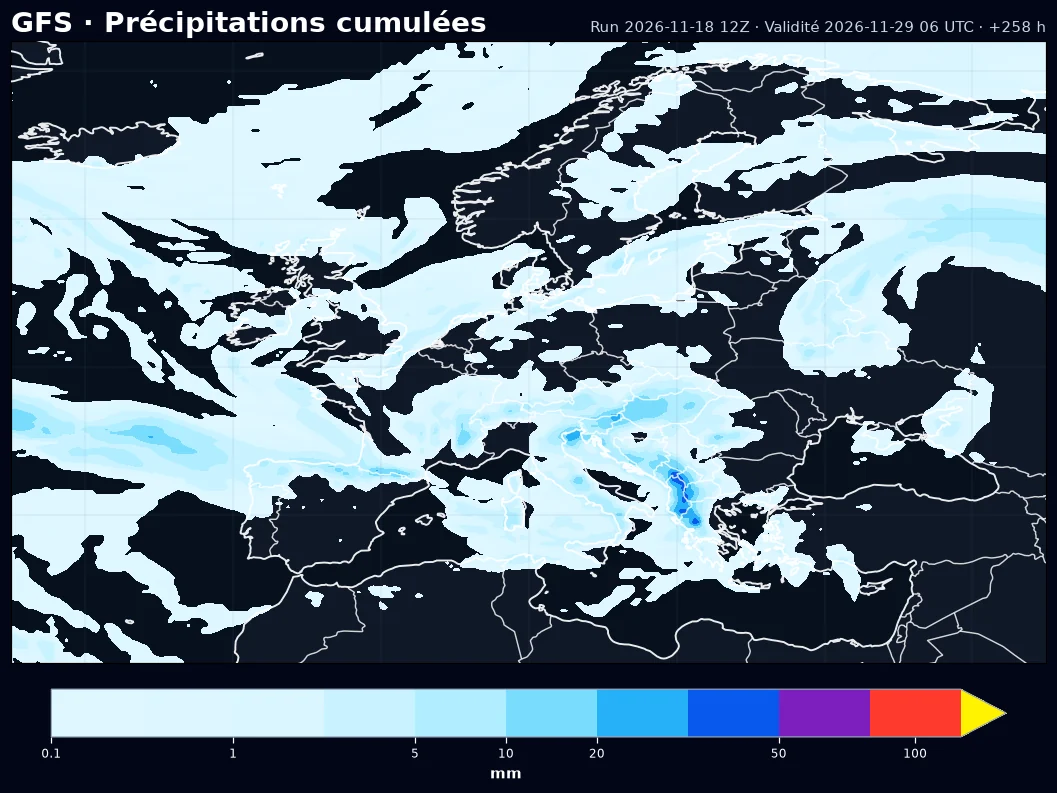 GFS · Précipitations cumulées
Run 2026-11-18 12Z · Validité 2026-11-29 06 UTC · +258 h
0.1 1 5 10 20 50 100
mm